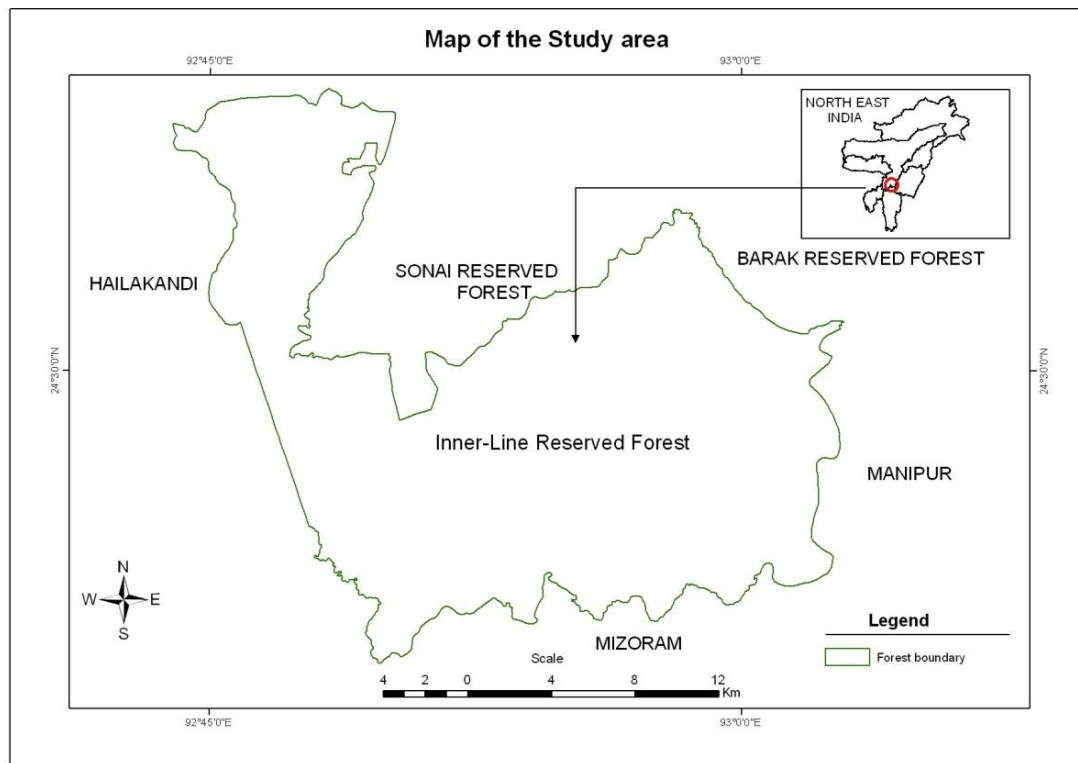 Map of the Study area
92°45'0"E
93°0'0"E
NORTH EAST
INDIA
BARAK RESERVED FOREST
SONAI RESERVED
FOREST
HAILAKANDI
24°30'0"N
24°30'0"N
Inner-Line Reserved Forest
MANIPUR
N
W
E
S
MIZORAM
Legend
Forest boundary
Scale
4 2 0 4 8 12
Km
92°45'0"E
93°0'0"E